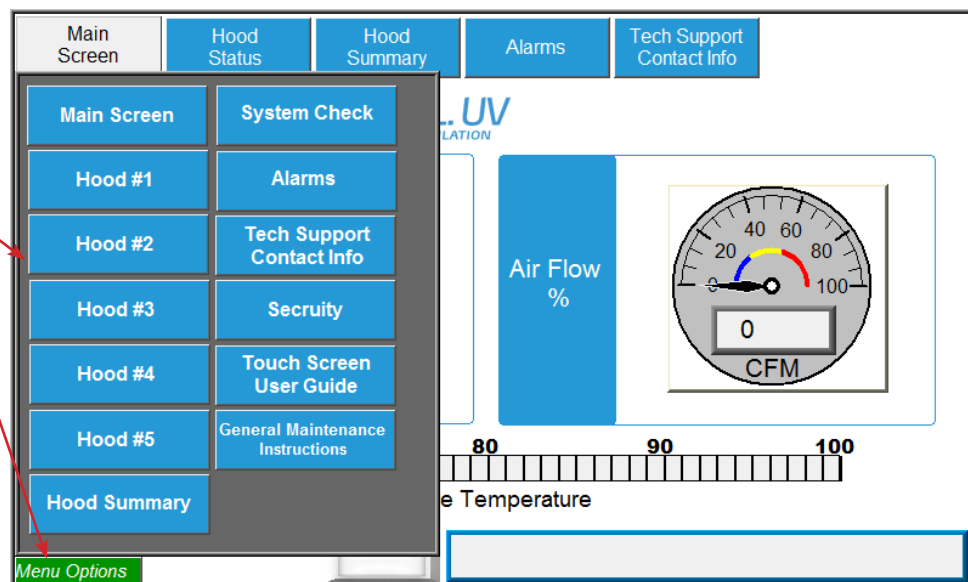 Main
Screen
Hood
Status
Hood
Summary
Alarms
Tech Support
Contact Info
Main Screen
System Check
Hood #1
Alarms
Hood #2
Tech Support
Contact Info
Hood #3
Secruity
Hood #4
Touch Screen
User Guide
Hood #5
General Maintenance
Instructions
Hood Summary
Menu Options
UV
LATION
Air Flow
%
0 20 40 60 80 100
0
CFM
80 90 100
e Temperature